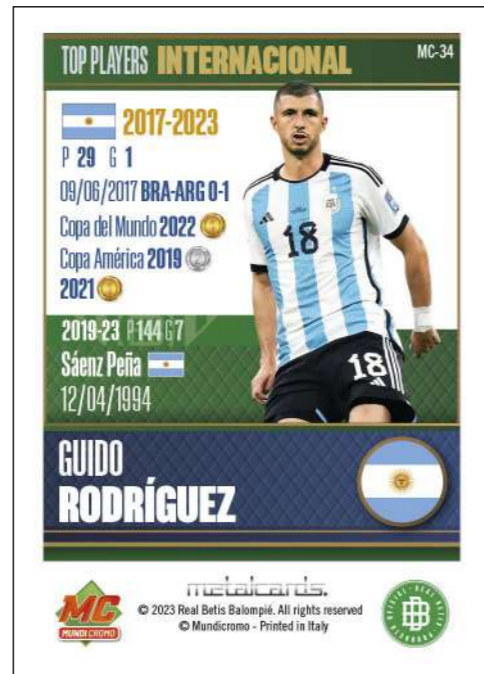 TOP PLAYERS INTERNACIONAL
MC-34
2017-2023
P 29 G 1
09/06/2017 BRA-ARG 0-1
Copa del Mundo 2022
Copa América 2019
2021
18
18
2019-23 P 144 G 7
Sáenz Peña
12/04/1994
GUIDO
RODRÍGUEZ
MC
MUNDICROMO
metalcards.
© 2023 Real Betis Balompié. All rights reserved
© Mundicromo - Printed in Italy